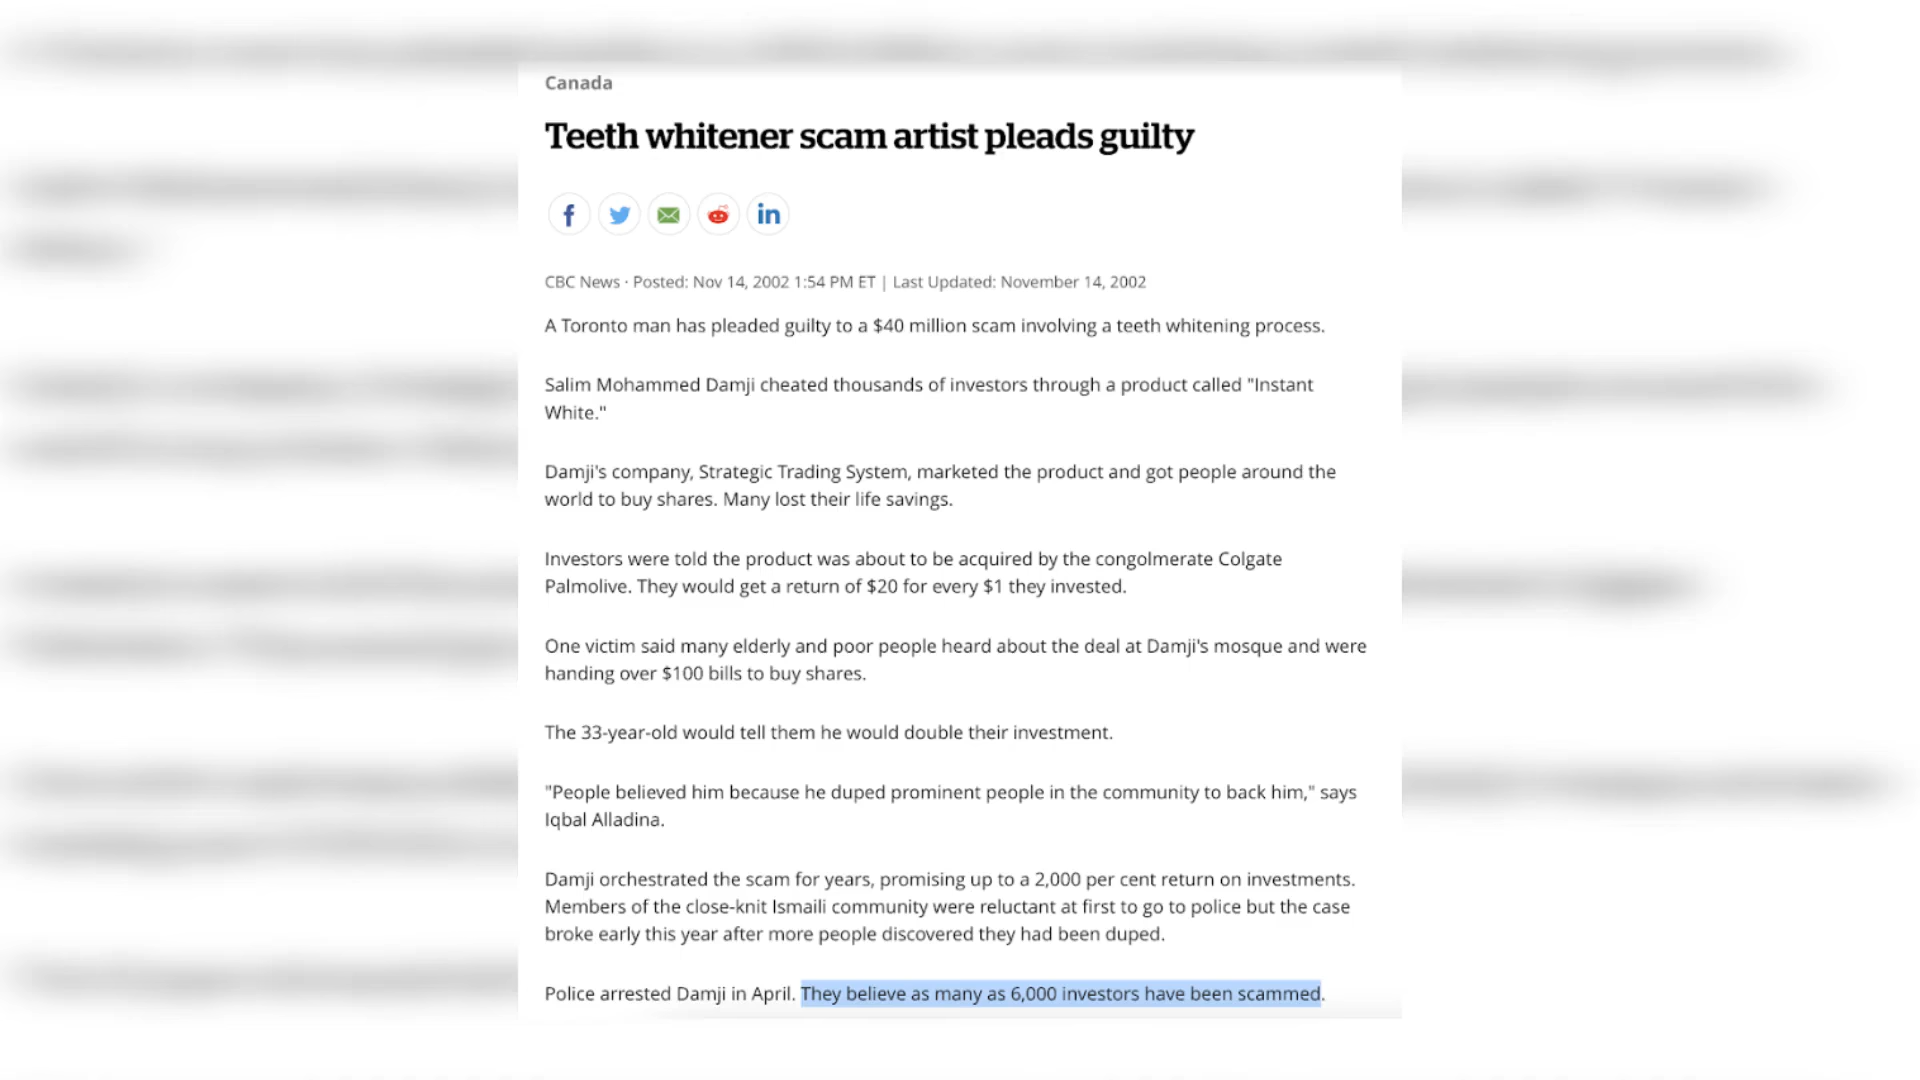 Canada
Teeth whitener scam artist pleads guilty
CBC News · Posted: Nov 14, 2002 1:54 PM ET | Last Updated: November 14, 2002
A Toronto man has pleaded guilty to a $40 million scam involving a teeth whitening process.
Salim Mohammed Damji cheated thousands of investors through a product called "Instant
White."
Damji's company, Strategic Trading System, marketed the product and got people around the
world to buy shares. Many lost their life savings.
Investors were told the product was about to be acquired by the congolmerate Colgate
Palmolive. They would get a return of $20 for every $1 they invested.
One victim said many elderly and poor people heard about the deal at Damji's mosque and were
handing over $100 bills to buy shares.
The 33-year-old would tell them he would double their investment.
"People believed him because he duped prominent people in the community to back him," says
Iqbal Alladina.
Damji orchestrated the scam for years, promising up to a 2,000 per cent return on investments.
Members of the close-knit Ismaili community were reluctant at first to go to police but the case
broke early this year after more people discovered they had been duped.
Police arrested Damji in April. They believe as many as 6,000 investors have been scammed.